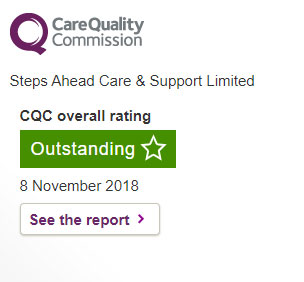 CareQuality
Commission
Steps Ahead Care & Support Limited
CQC overall rating
Outstanding
8 November 2018
See the report